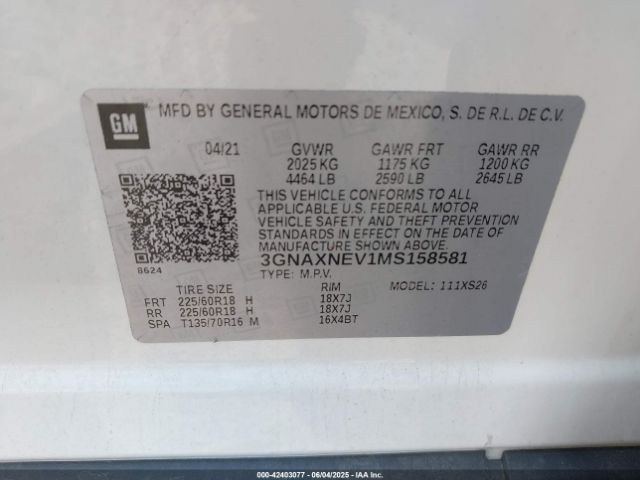 GM
MFD BY GENERAL MOTORS DE MEXICO, S. DE R.L. DE C.V.
04/21 GVWR GAWR FRT GAWR RR
2025 KG 1175 KG 1200 KG
4464 LB 2590 LB 2645 LB
THIS VEHICLE CONFORMS TO ALL
APPLICABLE U.S. FEDERAL MOTOR
VEHICLE SAFETY AND THEFT PREVENTION
STANDARDS IN EFFECT ON THE DATE OF
MANUFACTURE SHOWN ABOVE.
8624 3GNAXNEV1MS158581
TYPE: M.P.V. MODEL: 111XS26
TIRE SIZE RIM
FRT 225/60R18 H 18X7J
RR 225/60R18 H 18X7J
SPA T135/70R16 M 16X4BT
000-42403077 - 06/04/2025 - IAAI.COM